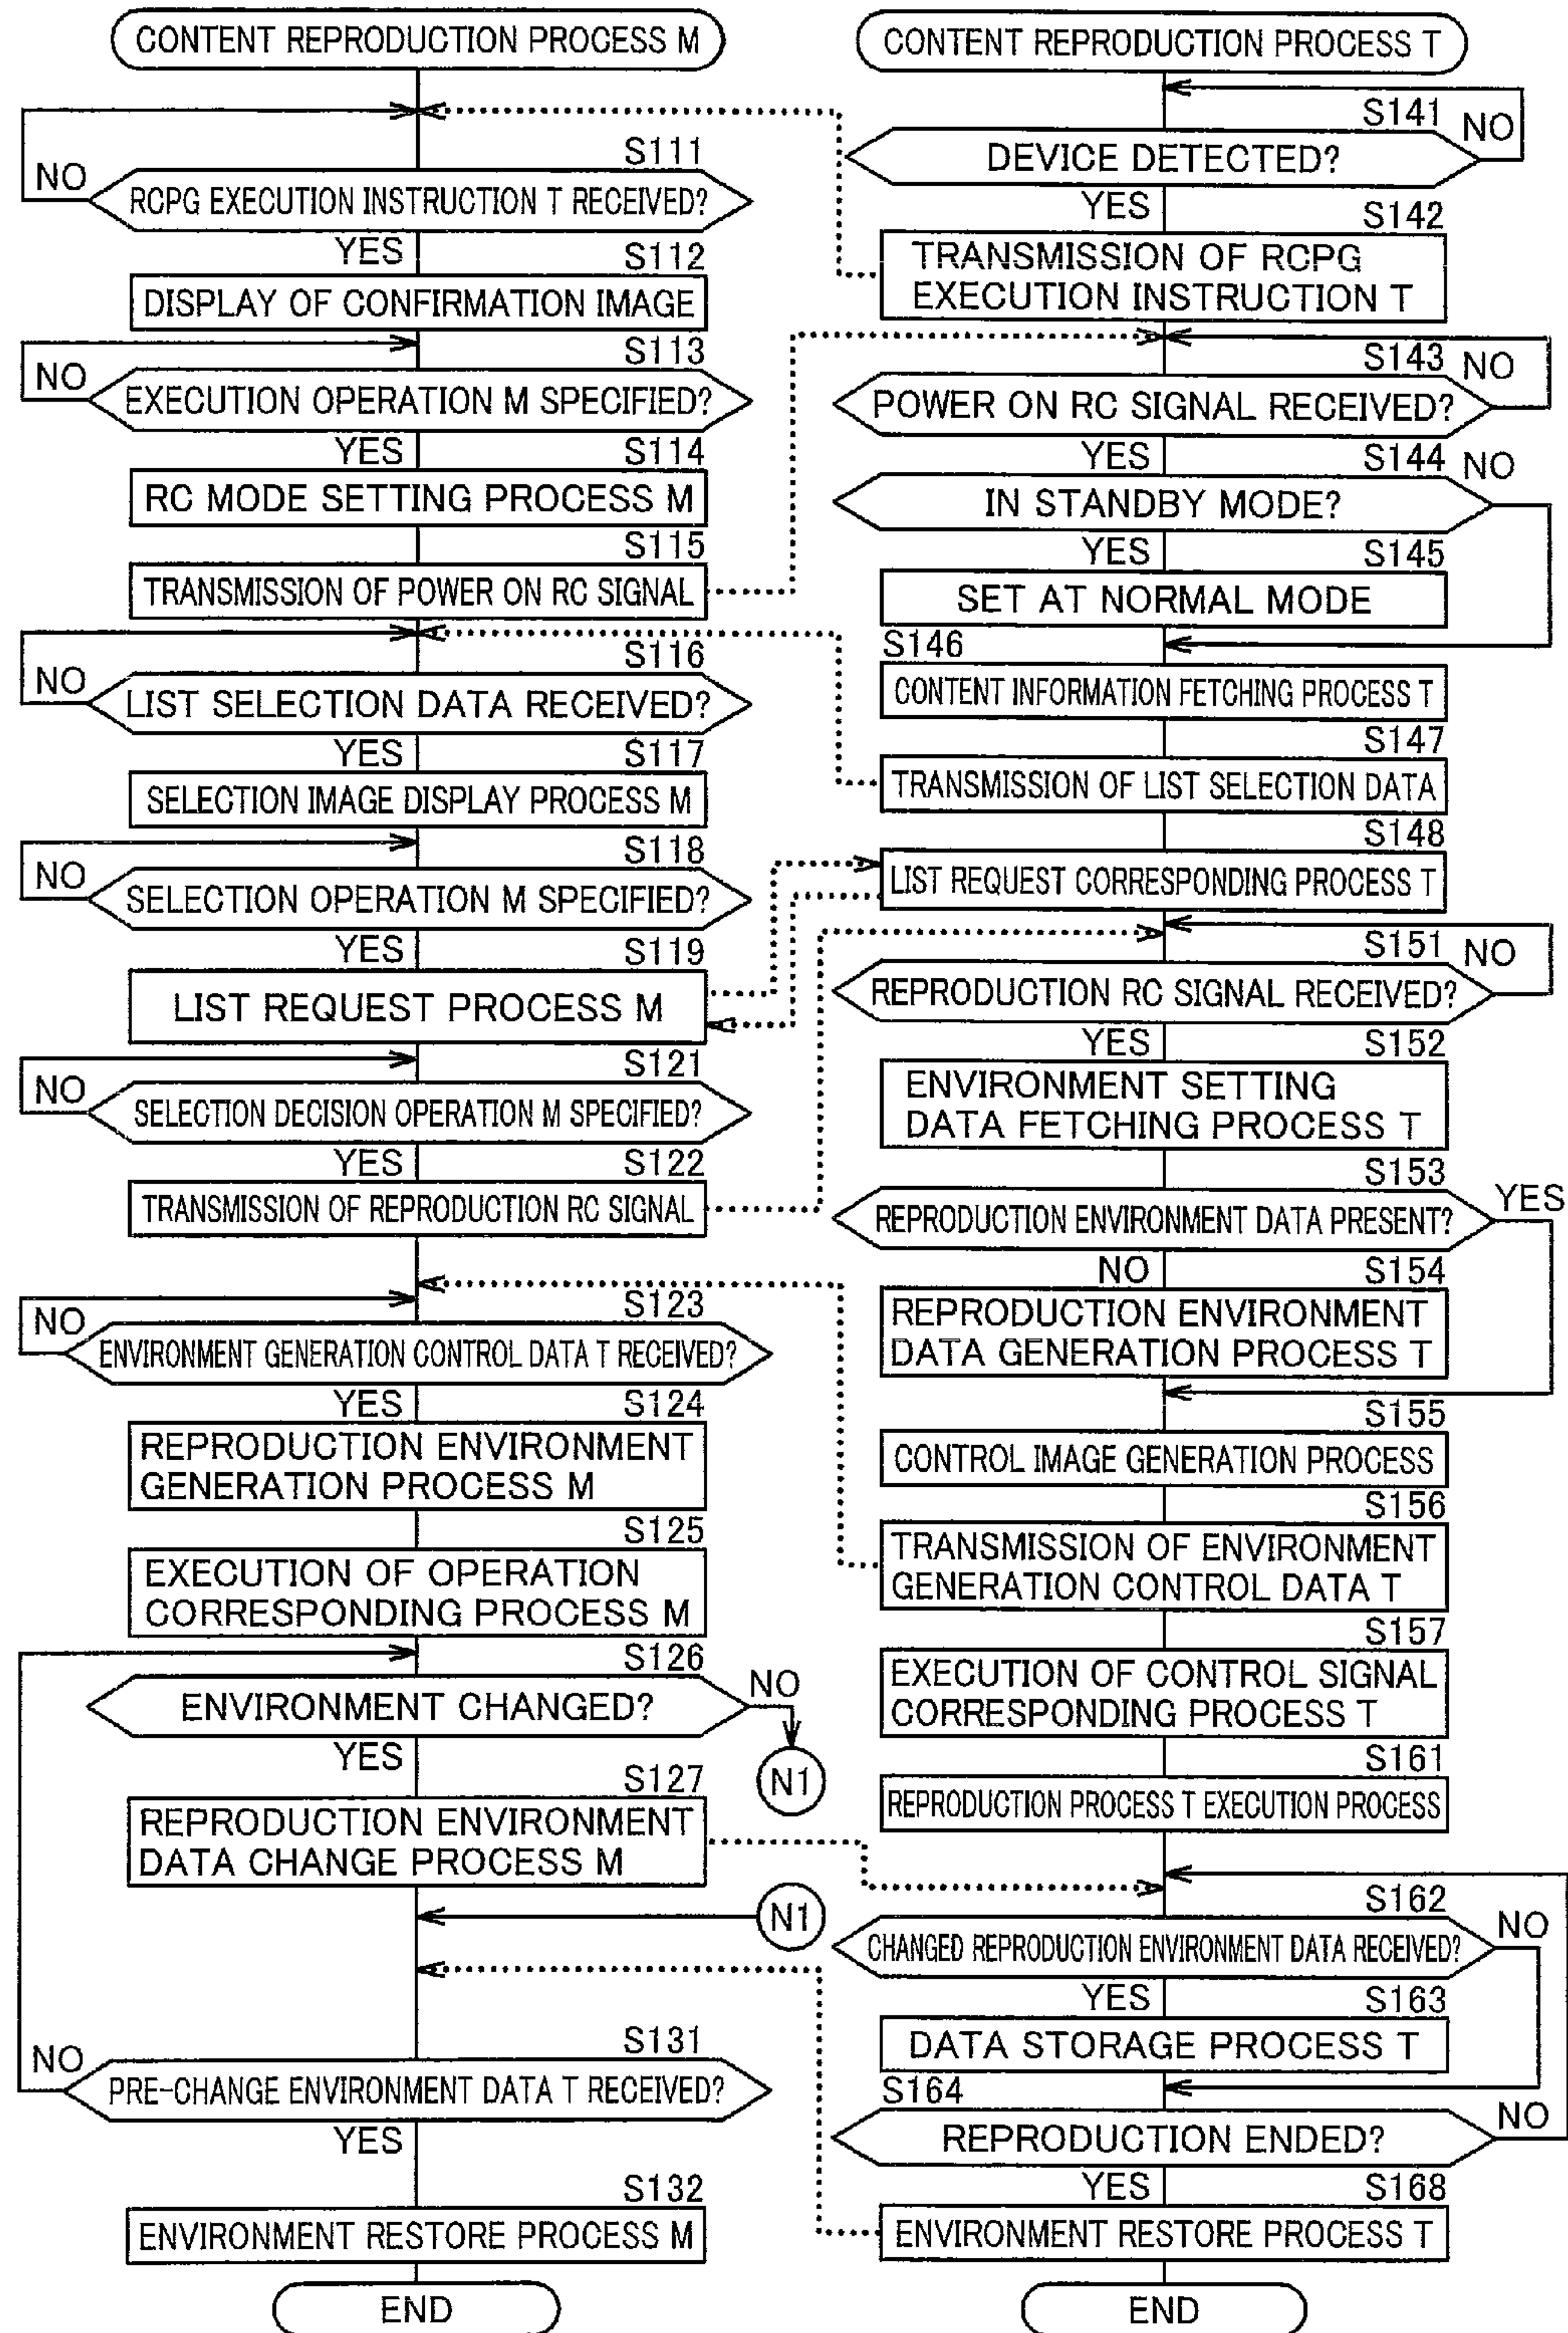 CONTENT REPRODUCTION PROCESS M
S111
NO
RCPG EXECUTION INSTRUCTION T RECEIVED?
YES
S112
DISPLAY OF CONFIRMATION IMAGE
S113
NO
EXECUTION OPERATION M SPECIFIED?
YES
S114
RC MODE SETTING PROCESS M
S115
TRANSMISSION OF POWER ON RC SIGNAL
S116
NO
LIST SELECTION DATA RECEIVED?
YES
S117
SELECTION IMAGE DISPLAY PROCESS M
S118
NO
SELECTION OPERATION M SPECIFIED?
YES
S119
LIST REQUEST PROCESS M
S121
NO
SELECTION DECISION OPERATION M SPECIFIED?
YES
S122
TRANSMISSION OF REPRODUCTION RC SIGNAL
S123
NO
ENVIRONMENT GENERATION CONTROL DATA T RECEIVED?
YES
S124
REPRODUCTION ENVIRONMENT
GENERATION PROCESS M
S125
EXECUTION OF OPERATION
CORRESPONDING PROCESS M
S126
ENVIRONMENT CHANGED?
NO
N1
YES
S127
REPRODUCTION ENVIRONMENT
DATA CHANGE PROCESS M
N1
S131
NO
PRE-CHANGE ENVIRONMENT DATA T RECEIVED?
YES
S132
ENVIRONMENT RESTORE PROCESS M
END
CONTENT REPRODUCTION PROCESS T
S141
NO
DEVICE DETECTED?
YES
S142
TRANSMISSION OF RCPG
EXECUTION INSTRUCTION T
S143
NO
POWER ON RC SIGNAL RECEIVED?
YES
S144
NO
IN STANDBY MODE?
YES
S145
SET AT NORMAL MODE
S146
CONTENT INFORMATION FETCHING PROCESS T
S147
TRANSMISSION OF LIST SELECTION DATA
S148
LIST REQUEST CORRESPONDING PROCESS T
S151
NO
REPRODUCTION RC SIGNAL RECEIVED?
YES
S152
ENVIRONMENT SETTING
DATA FETCHING PROCESS T
S153
YES
REPRODUCTION ENVIRONMENT DATA PRESENT?
NO
S154
REPRODUCTION ENVIRONMENT
DATA GENERATION PROCESS T
S155
CONTROL IMAGE GENERATION PROCESS
S156
TRANSMISSION OF ENVIRONMENT
GENERATION CONTROL DATA T
S157
EXECUTION OF CONTROL SIGNAL
CORRESPONDING PROCESS T
S161
REPRODUCTION PROCESS T EXECUTION PROCESS
S162
NO
CHANGED REPRODUCTION ENVIRONMENT DATA RECEIVED?
YES
S163
DATA STORAGE PROCESS T
S164
NO
REPRODUCTION ENDED?
YES
S168
ENVIRONMENT RESTORE PROCESS T
END